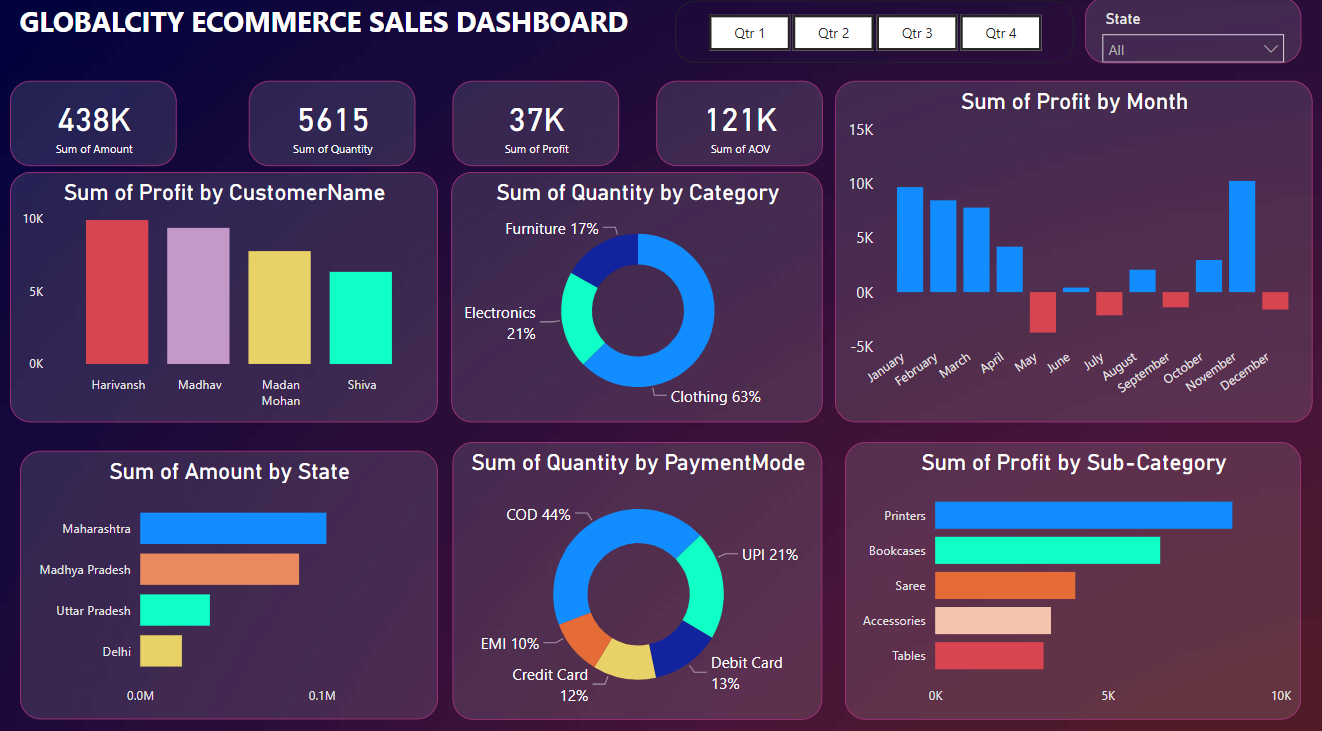 GLOBALCITY ECOMMERCE SALES DASHBOARD
Qtr 1
Qtr 2
Qtr 3
Qtr 4
State
All
438K
Sum of Amount
5615
Sum of Quantity
37K
Sum of Profit
121K
Sum of AOV
Sum of Profit by Month
15K
10K
5K
0K
-5K
January
February
March
April
May
June
July
August
September
October
November
December
Sum of Profit by CustomerName
10K
5K
0K
Harivansh
Madhav
Madan
Mohan
Shiva
Sum of Quantity by Category
Furniture 17%
Electronics
21%
Clothing 63%
Sum of Amount by State
Maharashtra
Madhya Pradesh
Uttar Pradesh
Delhi
0.0M
0.1M
Sum of Quantity by PaymentMode
COD 44%
UPI 21%
EMI 10%
Credit Card
12%
Debit Card
13%
Sum of Profit by Sub-Category
Printers
Bookcases
Saree
Accessories
Tables
0K
5K
10K